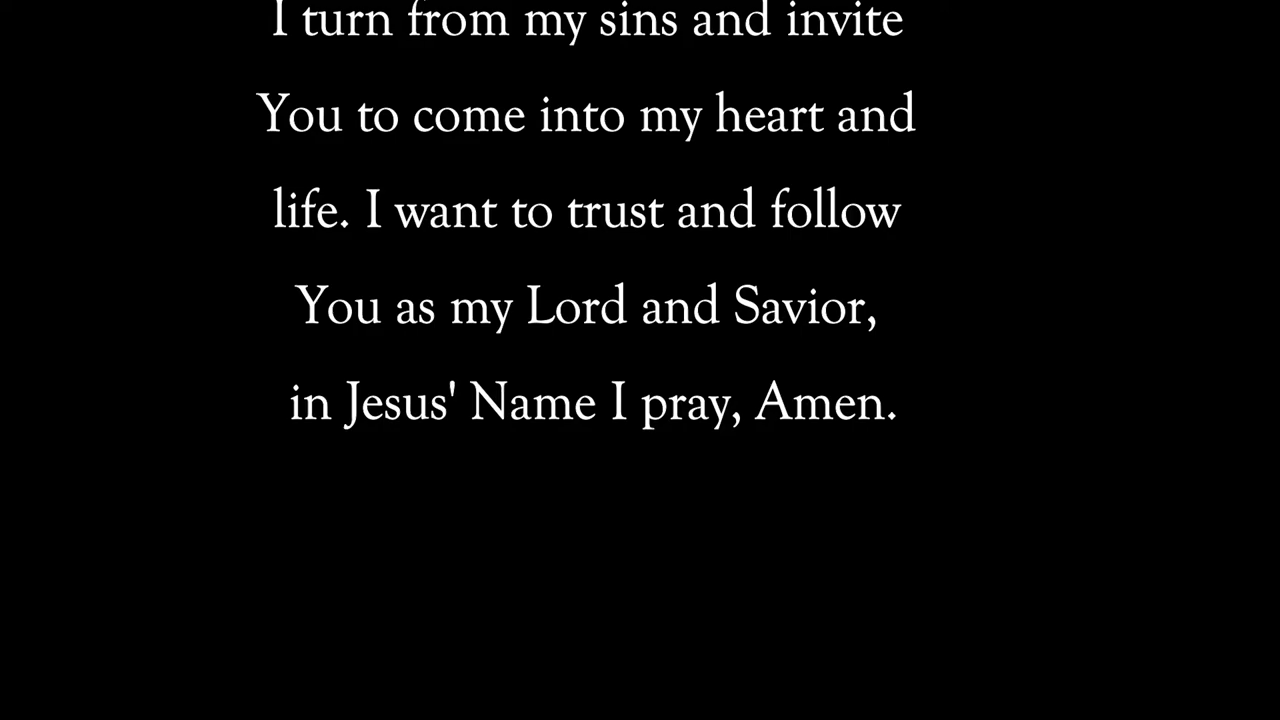 I turn from my sins and invite
You to come into my heart and
life. I want to trust and follow
You as my Lord and Savior,
in Jesus' Name I pray, Amen.